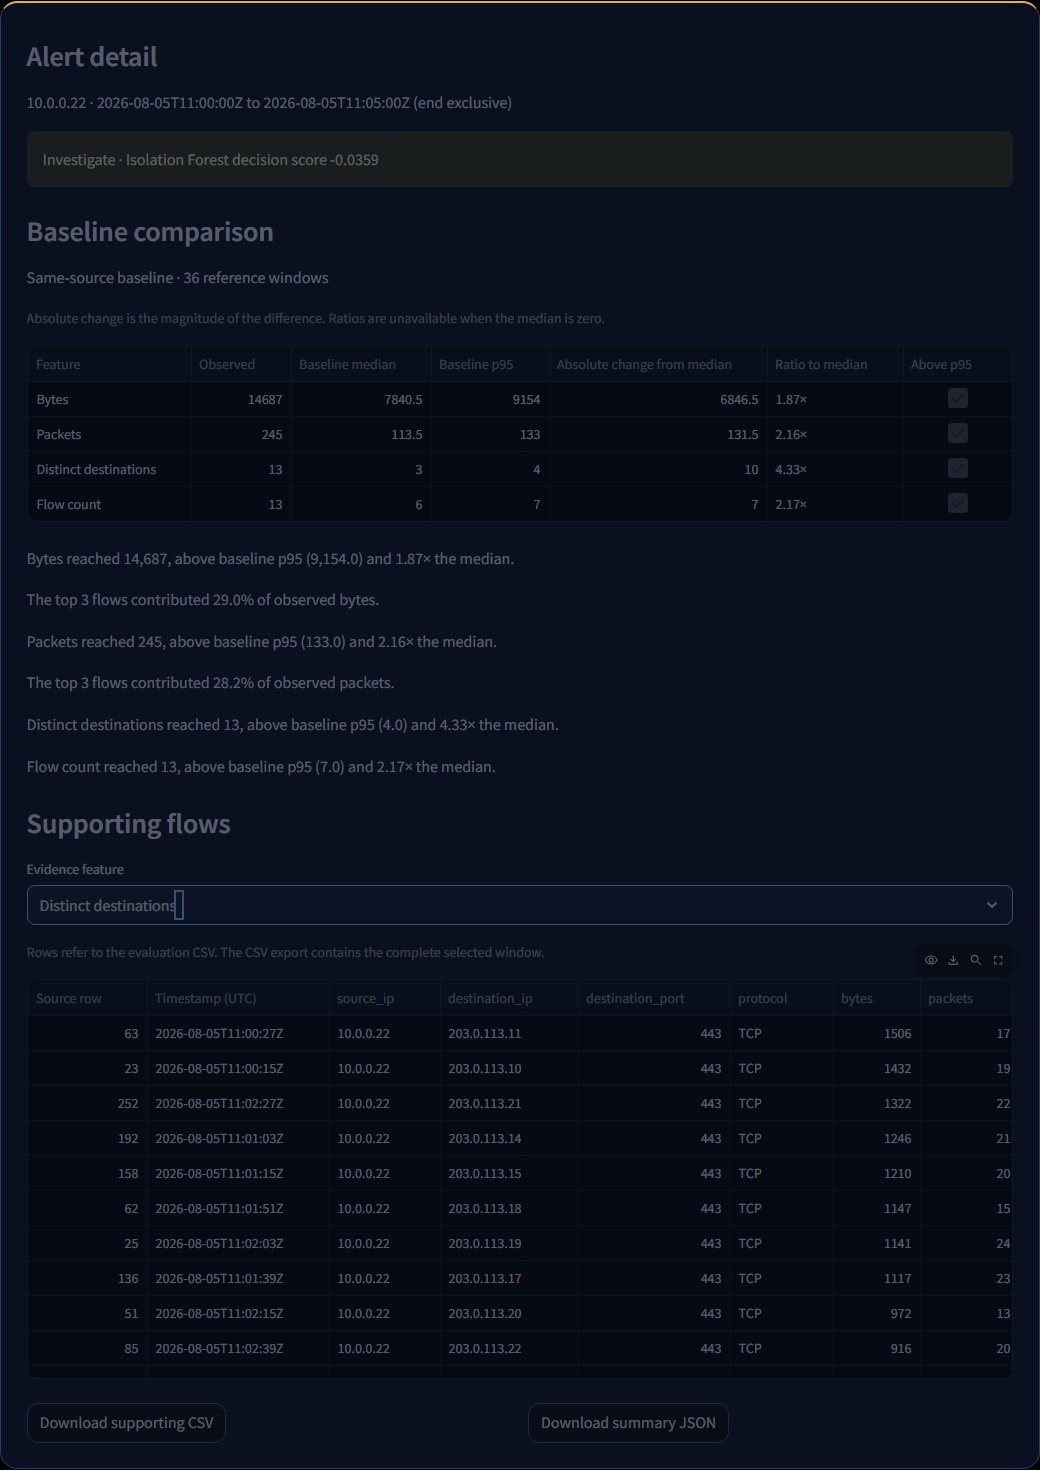 Alert detail
10.0.0.22 · 2026-08-05T11:00:00Z to 2026-08-05T11:05:00Z (end exclusive)
Investigate · Isolation Forest decision score -0.0359
Baseline comparison
Same-source baseline · 36 reference windows
Absolute change is the magnitude of the difference. Ratios are unavailable when the median is zero.
Feature Observed Baseline median Baseline p95 Absolute change from median Ratio to median Above p95
Bytes 14687 7840.5 9154 6846.5 1.87×
Packets 245 113.5 133 131.5 2.16×
Distinct destinations 13 3 4 10 4.33×
Flow count 13 6 7 7 2.17×
Bytes reached 14,687, above baseline p95 (9,154.0) and 1.87× the median.
The top 3 flows contributed 29.0% of observed bytes.
Packets reached 245, above baseline p95 (133.0) and 2.16× the median.
The top 3 flows contributed 28.2% of observed packets.
Distinct destinations reached 13, above baseline p95 (4.0) and 4.33× the median.
Flow count reached 13, above baseline p95 (7.0) and 2.17× the median.
Supporting flows
Evidence feature
Distinct destinations
Rows refer to the evaluation CSV. The CSV export contains the complete selected window.
Source row Timestamp (UTC) source_ip destination_ip destination_port protocol bytes packets
63 2026-08-05T11:00:27Z 10.0.0.22 203.0.113.11 443 TCP 1506 17
23 2026-08-05T11:00:15Z 10.0.0.22 203.0.113.10 443 TCP 1432 19
252 2026-08-05T11:02:27Z 10.0.0.22 203.0.113.21 443 TCP 1322 22
192 2026-08-05T11:01:03Z 10.0.0.22 203.0.113.14 443 TCP 1246 21
158 2026-08-05T11:01:15Z 10.0.0.22 203.0.113.15 443 TCP 1210 20
62 2026-08-05T11:01:51Z 10.0.0.22 203.0.113.18 443 TCP 1147 15
25 2026-08-05T11:02:03Z 10.0.0.22 203.0.113.19 443 TCP 1141 24
136 2026-08-05T11:01:39Z 10.0.0.22 203.0.113.17 443 TCP 1117 23
51 2026-08-05T11:02:15Z 10.0.0.22 203.0.113.20 443 TCP 972 13
85 2026-08-05T11:02:39Z 10.0.0.22 203.0.113.22 443 TCP 916 20
Download supporting CSV
Download summary JSON